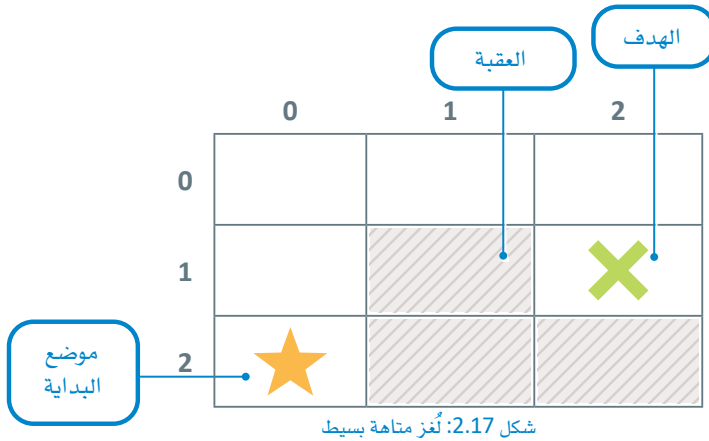 الهدف
العقبة
0 1 2
0
1
2
موضع
البداية
شكل 2.17: لُغز متاهة بسيط